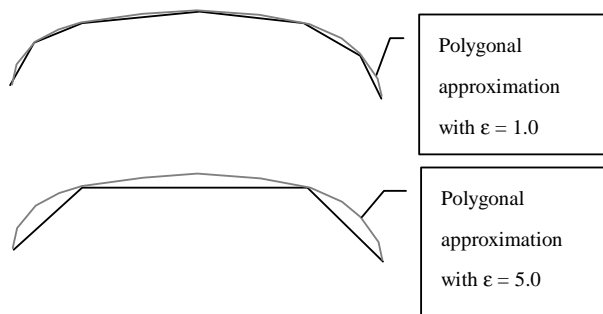 Polygonal
approximation
with ε = 1.0
Polygonal
approximation
with ε = 5.0